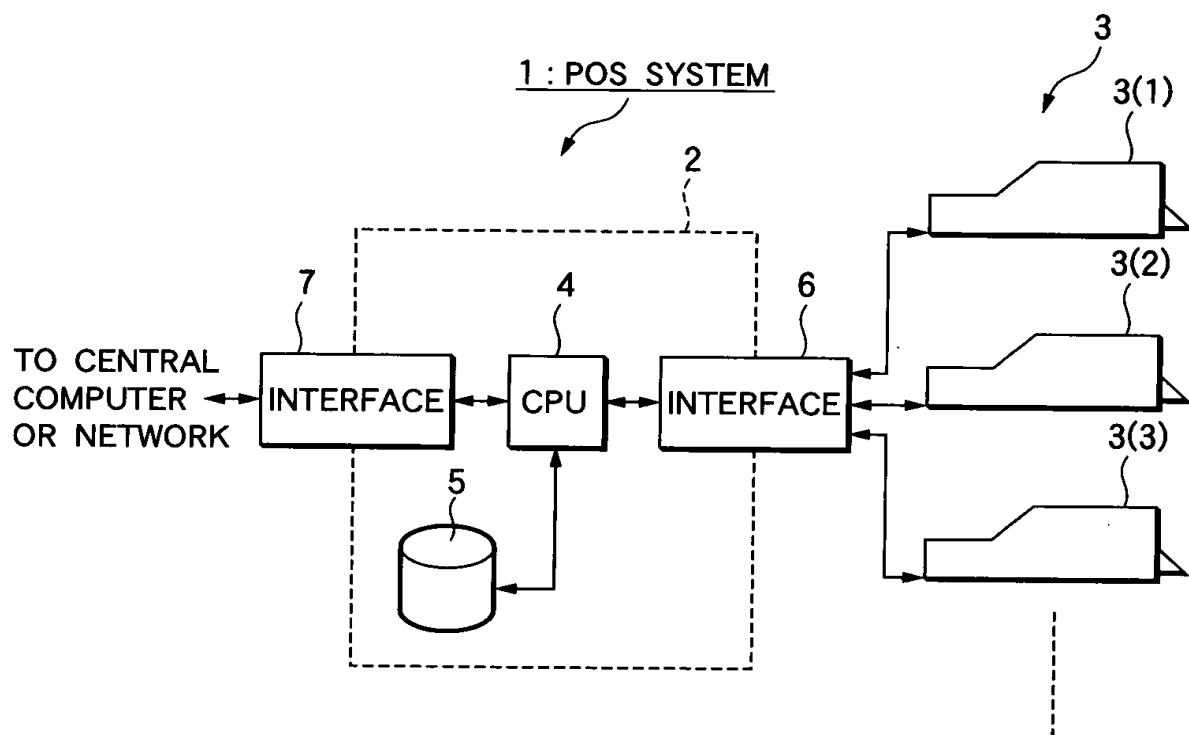 3
1 : POS SYSTEM
3(1)
2
3(2)
7
4
6
TO CENTRAL
COMPUTER
OR NETWORK
INTERFACE
CPU
INTERFACE
3(3)
5